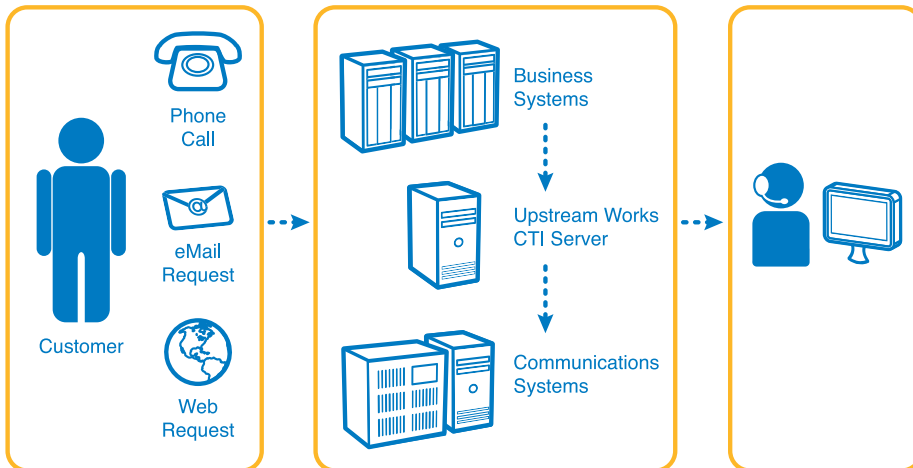 Phone
Call
@
eMail
Request
Customer
Web
Request
Business
Systems
Upstream Works
CTI Server
Communications
Systems